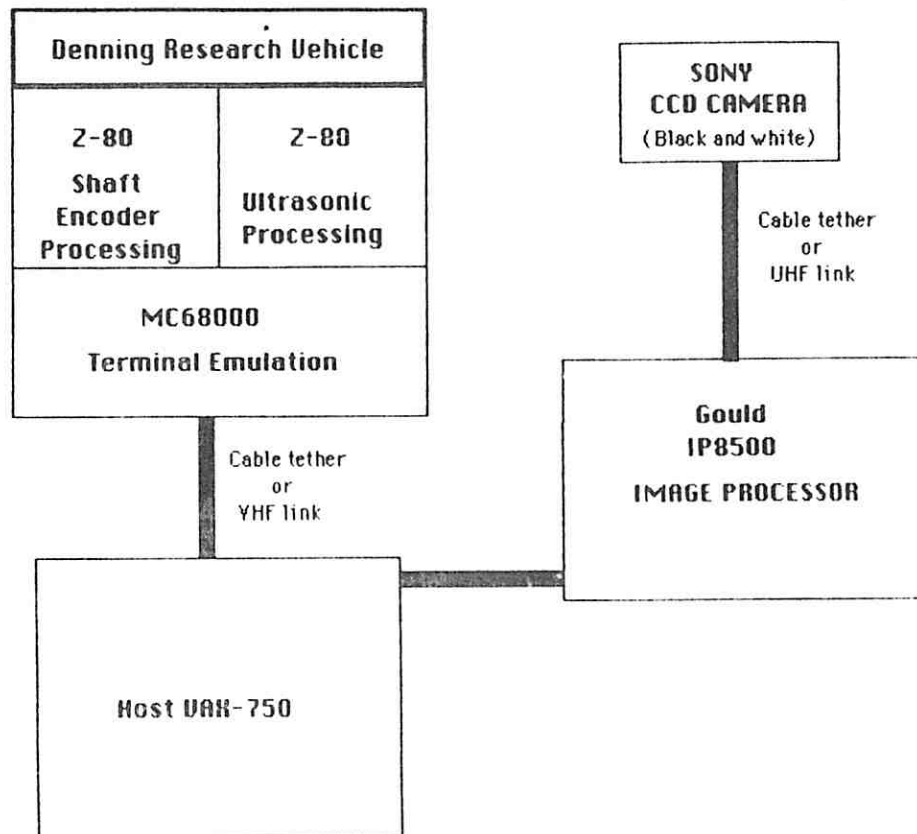 Denning Research Vehicle
Z-80
Shaft
Encoder
Processing
Z-80
Ultrasonic
Processing
MC68000
Terminal Emulation
Cable tether
or
VHF link
Host VAX-750
SONY
CCD CAMERA
(Black and white)
Cable tether
or
UHF link
Gould
IP8500
IMAGE PROCESSOR